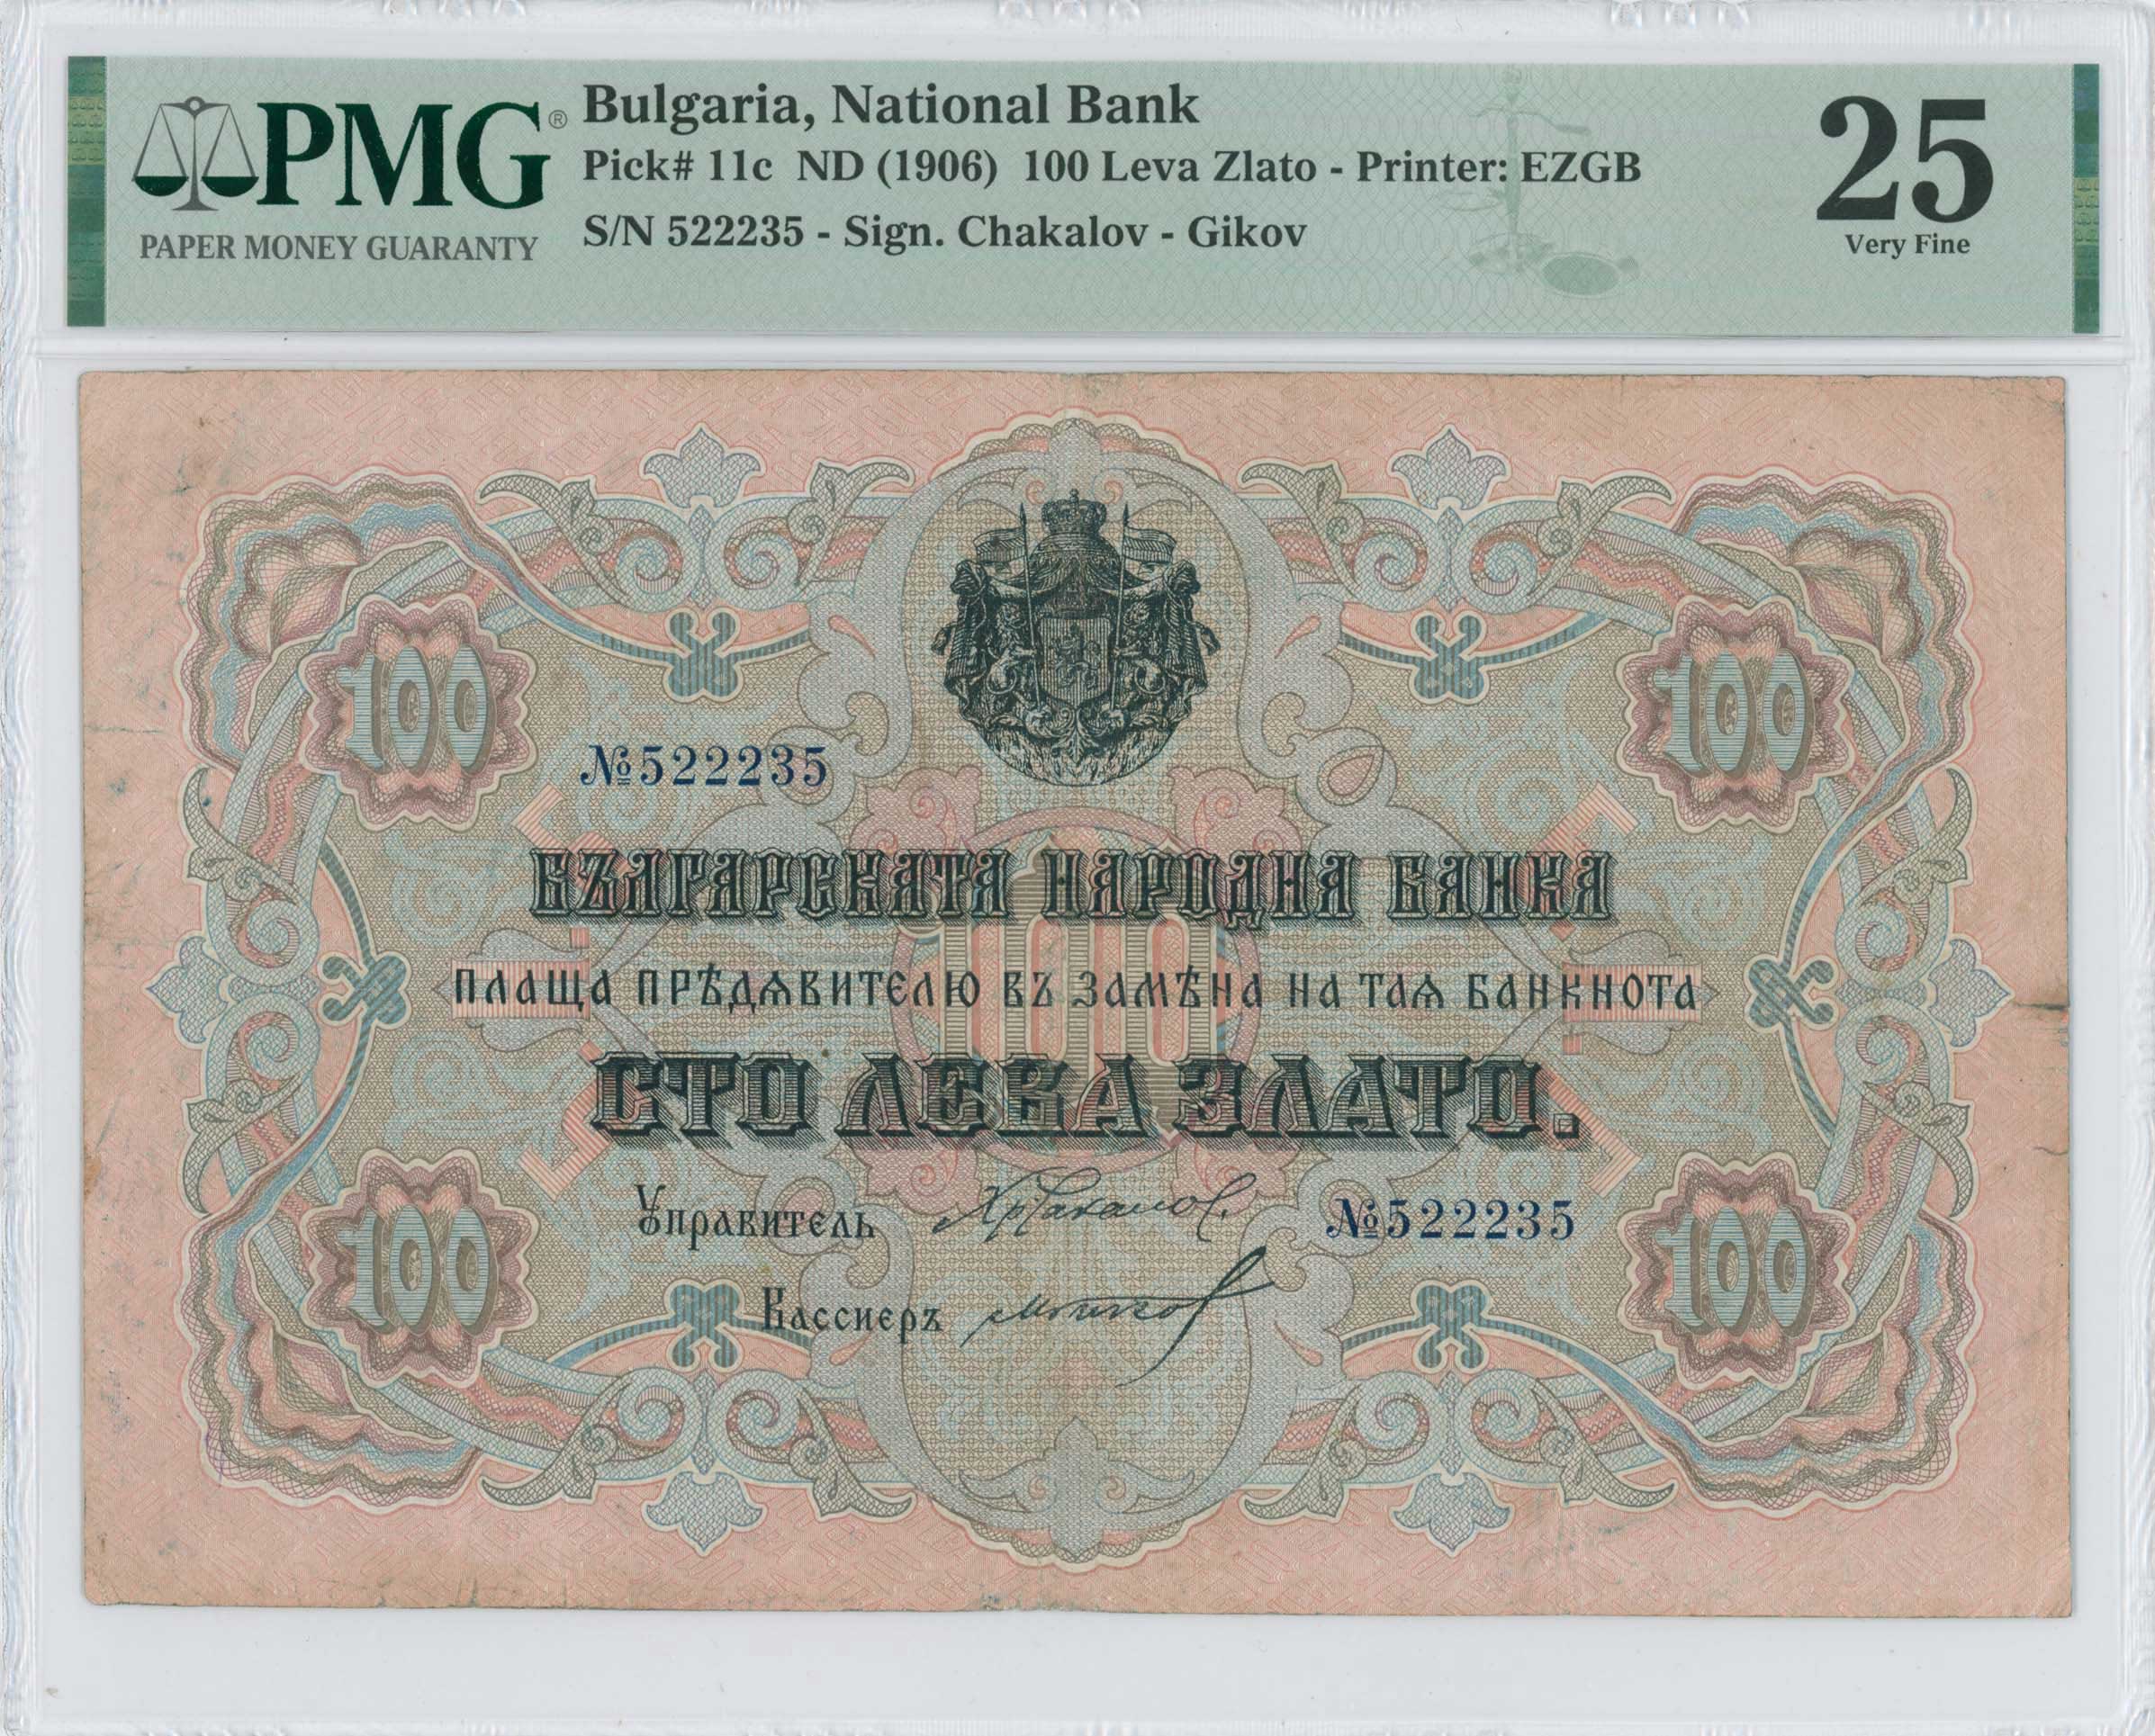 PMG®
PAPER MONEY GUARANTY
Bulgaria, National Bank
Pick# 11c ND (1906) 100 Leva Zlato - Printer: EZGB
S/N 522235 - Sign. Chakalov - Gikov
25
Very Fine
100
100
№522235
БЪЛГАРСКАТА НАРОДНА БАНКА
100
ПЛАЩА ПРѢДЯВИТЕЛЮ ВЪ ЗАМѢНА НА ТАЯ БАНКНОТА
СТО ЛЕВА ЗЛАТО.
Управитель
№522235
Кассиеръ
100
100